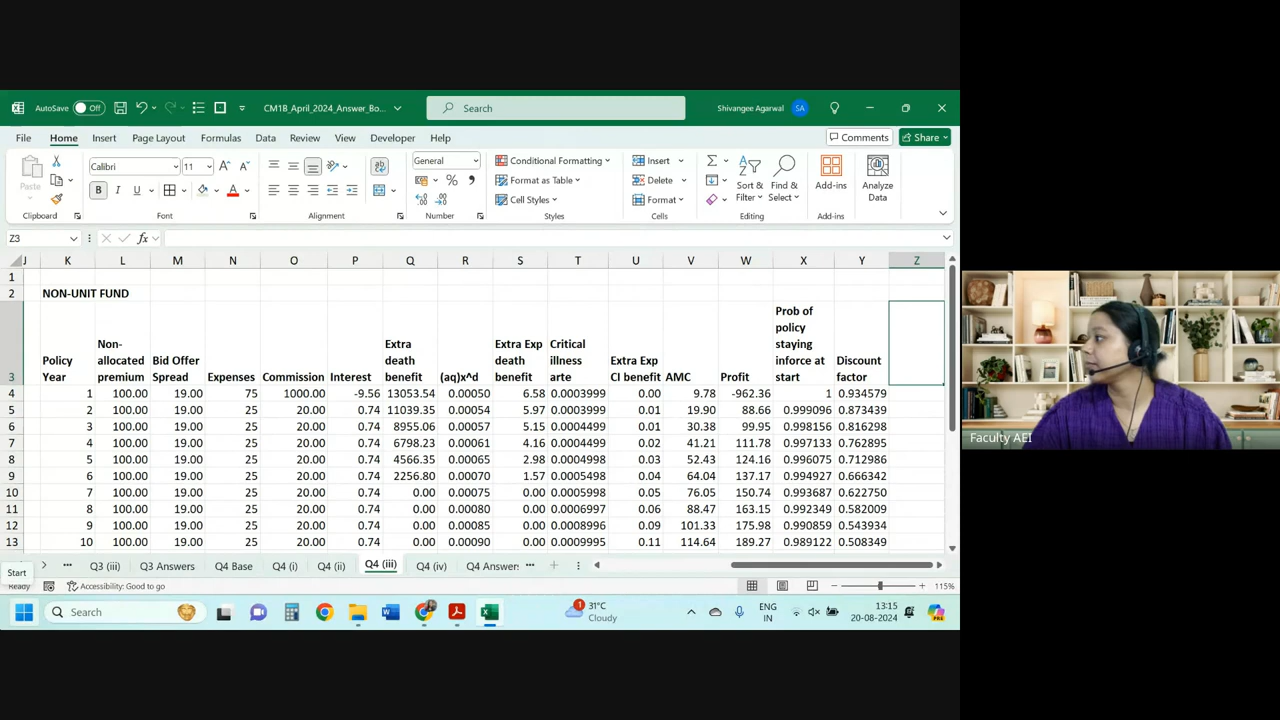 AutoSave Off CM1B_April_2024_Answer_Bo... Search Shivangee Agarwal SA
File Home Insert Page Layout Formulas Data Review View Developer Help Comments Share
Calibri 11 General Conditional Formatting Insert
Paste B I U Format as Table Delete Sort & Filter Find & Select Add-ins Analyze Data
Cell Styles Format
Clipboard Font Alignment Number Styles Cells Editing Add-ins
Z3 fx
J K L M N O P Q R S T U V W X Y Z
1
2 NON-UNIT FUND
3 Policy Year Non-allocated premium Bid Offer Spread Expenses Commission Interest Extra death benefit (aq)x^d Extra Exp death benefit Critical illness arte Extra Exp CI benefit AMC Profit Prob of policy staying inforce at start Discount factor
4 1 100.00 19.00 75 1000.00 -9.56 13053.54 0.00050 6.58 0.0003999 0.00 9.78 -962.36 1 0.934579
5 2 100.00 19.00 25 20.00 0.74 11039.35 0.00054 5.97 0.0003999 0.01 19.90 88.66 0.999096 0.873439
6 3 100.00 19.00 25 20.00 0.74 8955.06 0.00057 5.15 0.0004499 0.01 30.38 99.95 0.998156 0.816298
7 4 100.00 19.00 25 20.00 0.74 6798.23 0.00061 4.16 0.0004499 0.02 41.21 111.78 0.997133 0.762895
8 5 100.00 19.00 25 20.00 0.74 4566.35 0.00065 2.98 0.0004998 0.03 52.43 124.16 0.996075 0.712986
9 6 100.00 19.00 25 20.00 0.74 2256.80 0.00070 1.57 0.0005498 0.04 64.04 137.17 0.994927 0.666342
10 7 100.00 19.00 25 20.00 0.74 0.00 0.00075 0.00 0.0005998 0.05 76.05 150.74 0.993687 0.622750
11 8 100.00 19.00 25 20.00 0.74 0.00 0.00080 0.00 0.0006997 0.06 88.47 163.15 0.992349 0.582009
12 9 100.00 19.00 25 20.00 0.74 0.00 0.00085 0.00 0.0008996 0.09 101.33 175.98 0.990859 0.543934
13 10 100.00 19.00 25 20.00 0.74 0.00 0.00090 0.00 0.0009995 0.11 114.64 189.27 0.989122 0.508349
Faculty AEI
Q3 (iii) Q3 Answers Q4 Base Q4 (i) Q4 (ii) Q4 (iii) Q4 (iv) Q4 Answer:
Start
Ready Accessibility: Good to go 115%
Search 1 31°C Cloudy ENG IN 13:15 20-08-2024